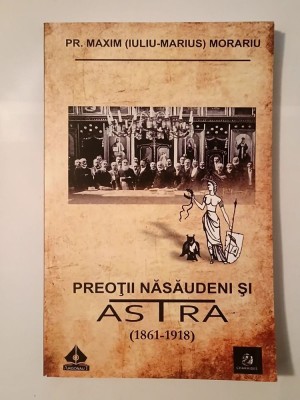 PR. MAXIM (IULIU-MARIUS) MORARIU
PREOŢII NĂSĂUDENI ŞI
ASTRA
(1861-1918)